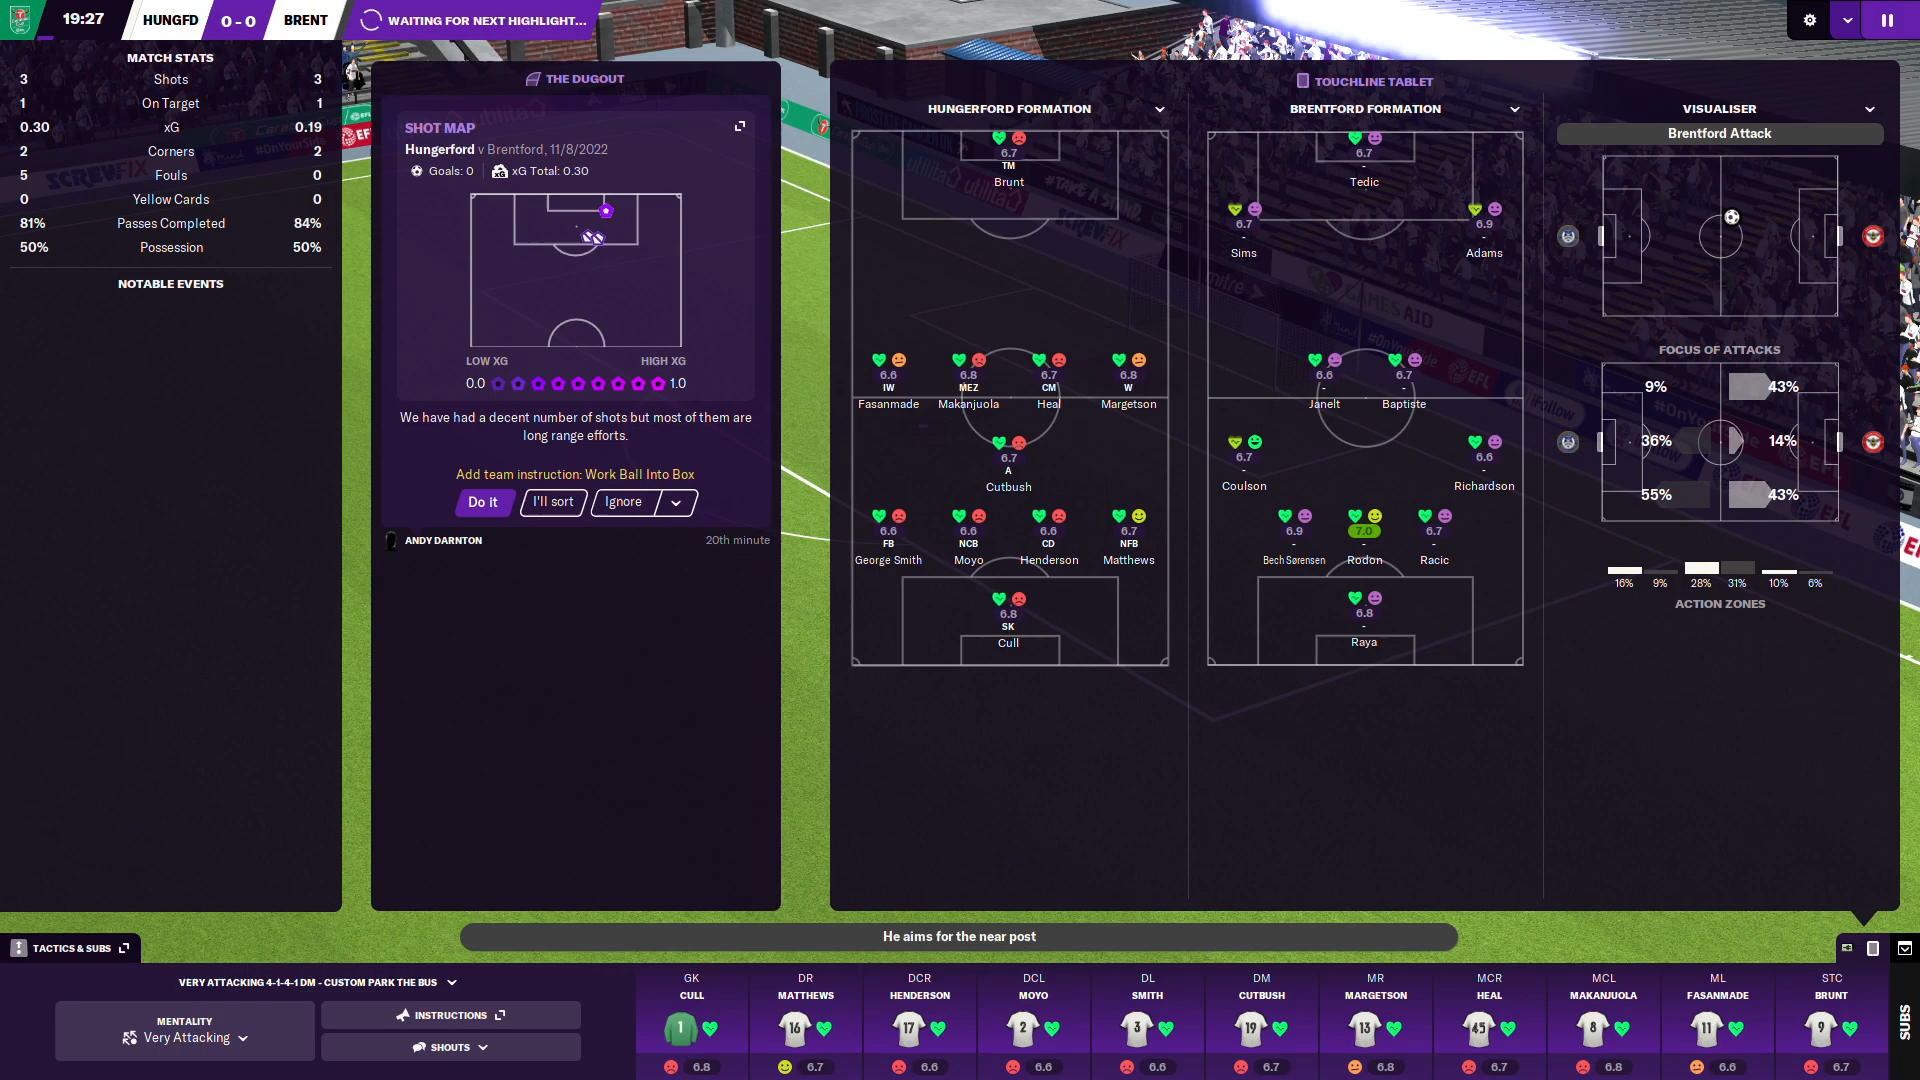 19:27
HUNGFD
0 - 0
BRENT
WAITING FOR NEXT HIGHLIGHT...
MATCH STATS
3 Shots 3
1 On Target 1
0.30 xG 0.19
2 Corners 2
5 Fouls 0
0 Yellow Cards 0
81% Passes Completed 84%
50% Possession 50%
NOTABLE EVENTS
THE DUGOUT
SHOT MAP
Hungerford v Brentford, 11/8/2022
Goals: 0 xG Total: 0.30
LOW XG HIGH XG
0.0 1.0
We have had a decent number of shots but most of them are
long range efforts.
Add team instruction: Work Ball Into Box
Do it I'll sort Ignore
ANDY DARNTON 20th minute
TOUCHLINE TABLET
HUNGERFORD FORMATION
6.7
TM
Brunt
6.6 6.8 6.7 6.8
IW MEZ CM W
Fasanmade Makanjuola Heal Margetson
6.7
A
Cutbush
6.6 6.6 6.6 6.7
FB NCB CD NFB
George Smith Moyo Henderson Matthews
6.8
SK
Cull
BRENTFORD FORMATION
6.7
-
Tedic
6.7 6.9
- -
Sims Adams
6.6 6.7
- -
Janelt Baptiste
6.7 6.6
- -
Coulson Richardson
6.9 7.0 6.7
- - -
Bech Sørensen Rodon Racic
6.8
-
Raya
VISUALISER
Brentford Attack
FOCUS OF ATTACKS
9% 43%
36% 14%
55% 43%
16% 9% 28% 31% 10% 6%
ACTION ZONES
He aims for the near post
TACTICS & SUBS
VERY ATTACKING 4-1-4-1 DM - CUSTOM PARK THE BUS
MENTALITY
Very Attacking
INSTRUCTIONS
SHOUTS
GK DR DCR DCL DL DM MR MCR MCL ML STC
CULL MATTHEWS HENDERSON MOYO SMITH CUTBUSH MARGETSON HEAL MAKANJUOLA FASANMADE BRUNT
1 16 17 2 3 19 13 45 8 11 9
6.8 6.7 6.6 6.6 6.6 6.7 6.8 6.7 6.8 6.6 6.7
SUBS